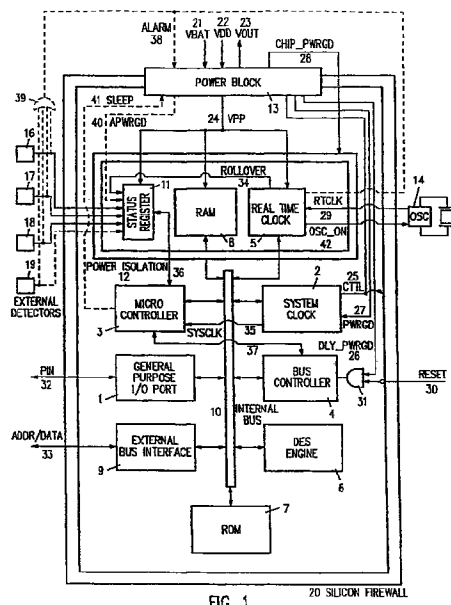 21 22 23
VBAT VDD VOUT
CHIP_PWRGD
28
ALARM
38
39
41 SLEEP
40 APWRGD
POWER BLOCK
13
24 VPP
16
17
18
19
EXTERNAL
DETECTORS
ROLLOVER
34
11
STATUS
REGISTER
RAM
8
REAL TIME
CLOCK
5
RTCLK
29
OSC_ON
42
14
OSC
POWER ISOLATION
12
36
MICRO
CONTROLLER
3
2
SYSTEM
CLOCK
25
CTTL
27
PWRGD
SYSCLK
35
37
DLY_PWRGD
26
PIN
32
GENERAL
PURPOSE
I/O PORT
1
BUS
CONTROLLER
4
31
RESET
30
10
INTERNAL
BUS
ADDR/DATA
33
EXTERNAL
BUS INTERFACE
9
DES
ENGINE
6
ROM
7
20 SILICON FIREWALL
FIG. 1